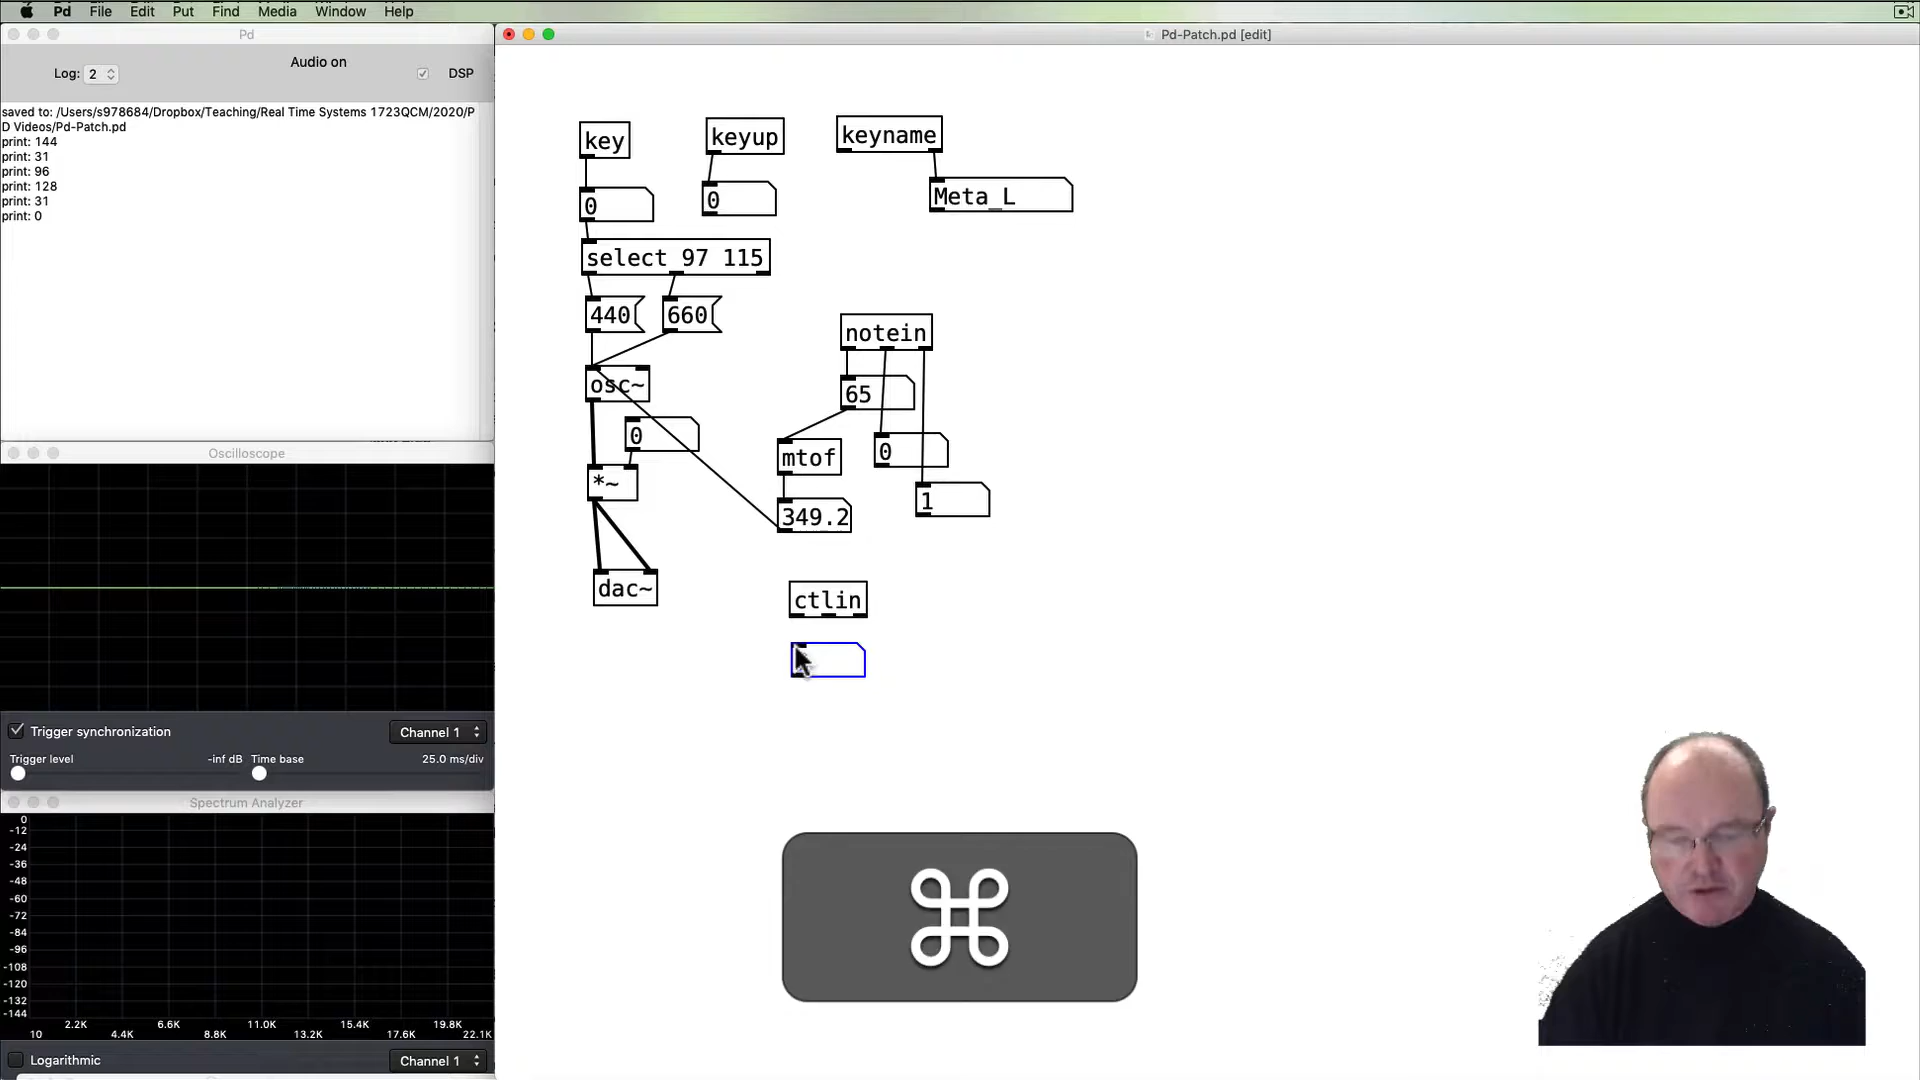 Pd File Edit Find Put Media Window Help
Pd
Pd-Patch.pd [edit]
Audio on
Log: 2
DSP
saved to: /Users/s978684/Dropbox/Teaching/Real Time Systems 1723QCM/2020/P
D Videos/Pd-Patch.pd
print: 144
print: 31
print: 96
print: 128
print: 31
print: 0
key
keyup
keyname
0
0
Meta_L
select 97 115
440
660
notein
osc~
65
0
0
mtof
*~
1
349.2
dac~
ctlin
Oscilloscope
Trigger synchronization
Channel 1
Trigger level
-inf dB
Time base
25.0 ms/div
Spectrum Analyzer
0
-12
-24
-36
-48
-60
-72
-84
-96
-108
-120
-132
-144
2.2K 6.6K 11.0K 15.4K 19.8K
10 4.4K 8.8K 13.2K 17.6K 22.1K
Logarithmic
Channel 1
⌘